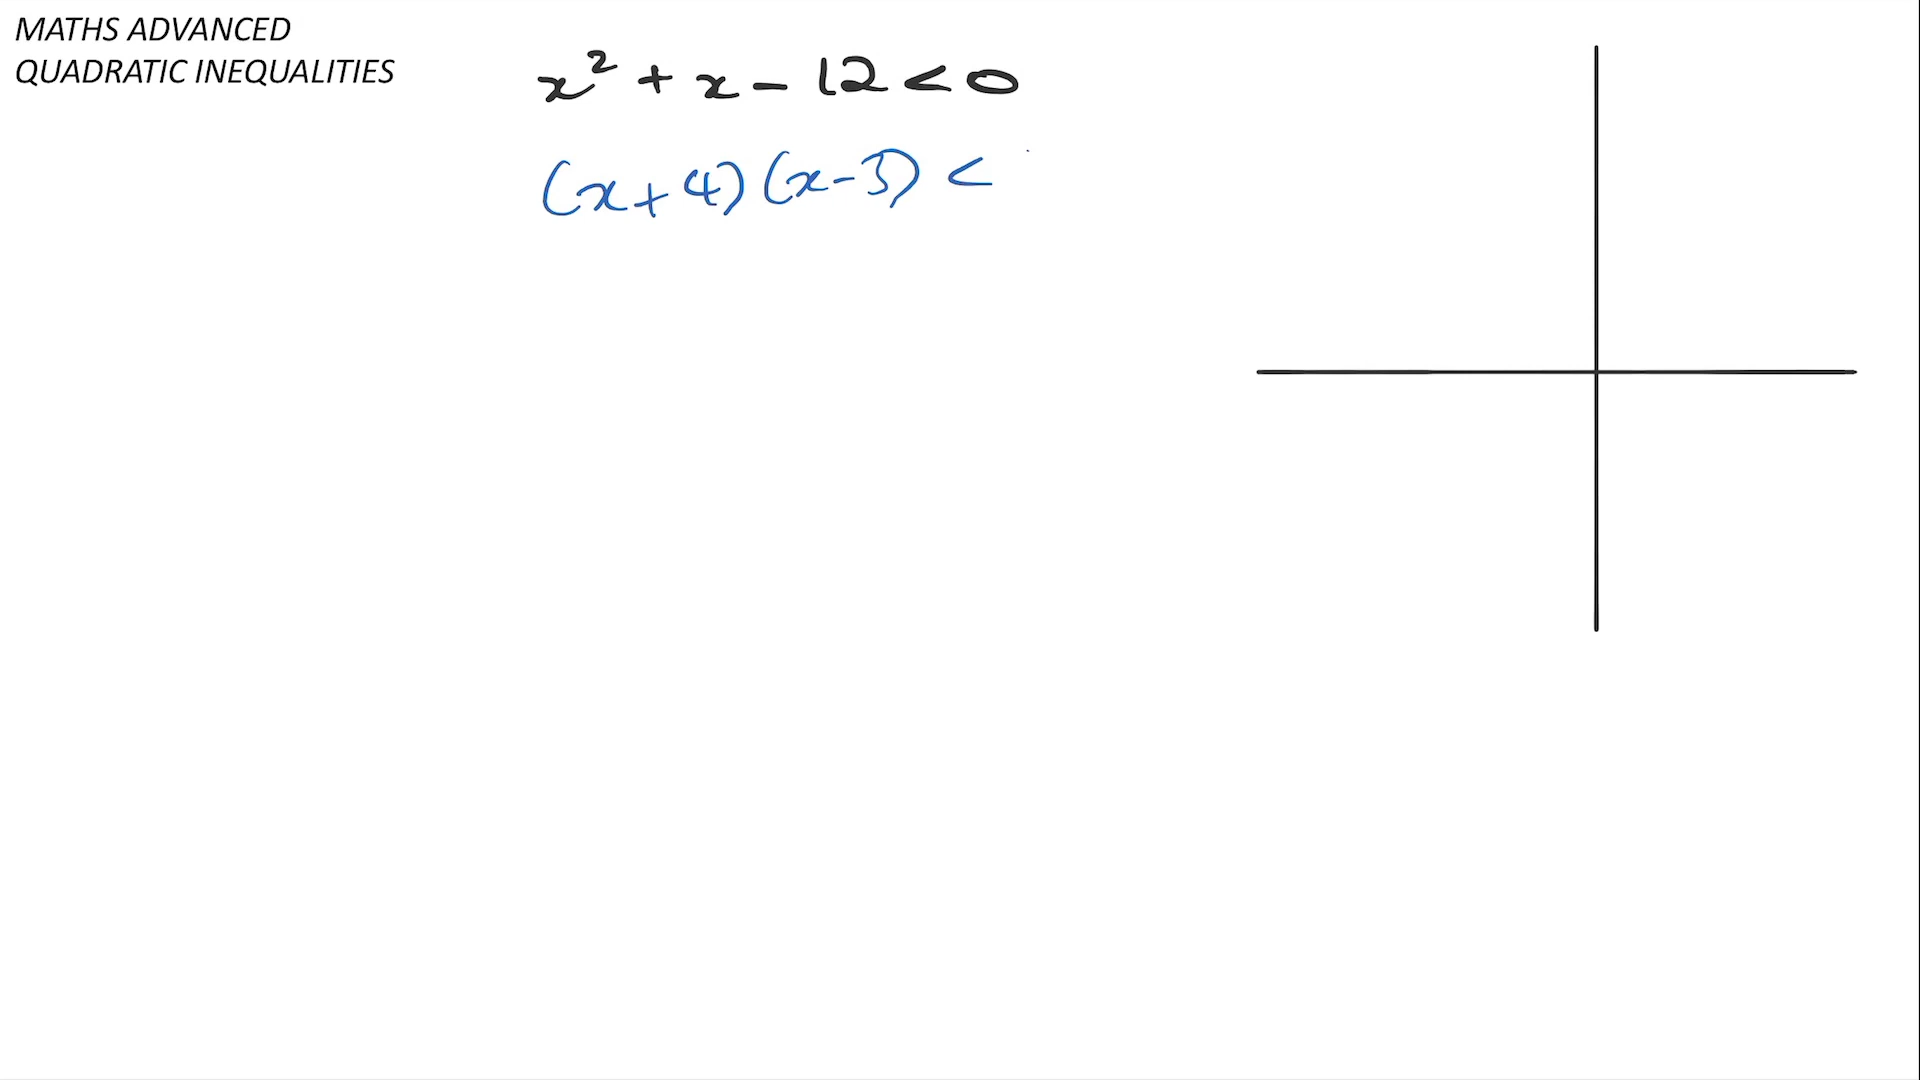 MATHS ADVANCED
QUADRATIC INEQUALITIES
x² + x - 12 < 0
(x + 4) (x - 3) <